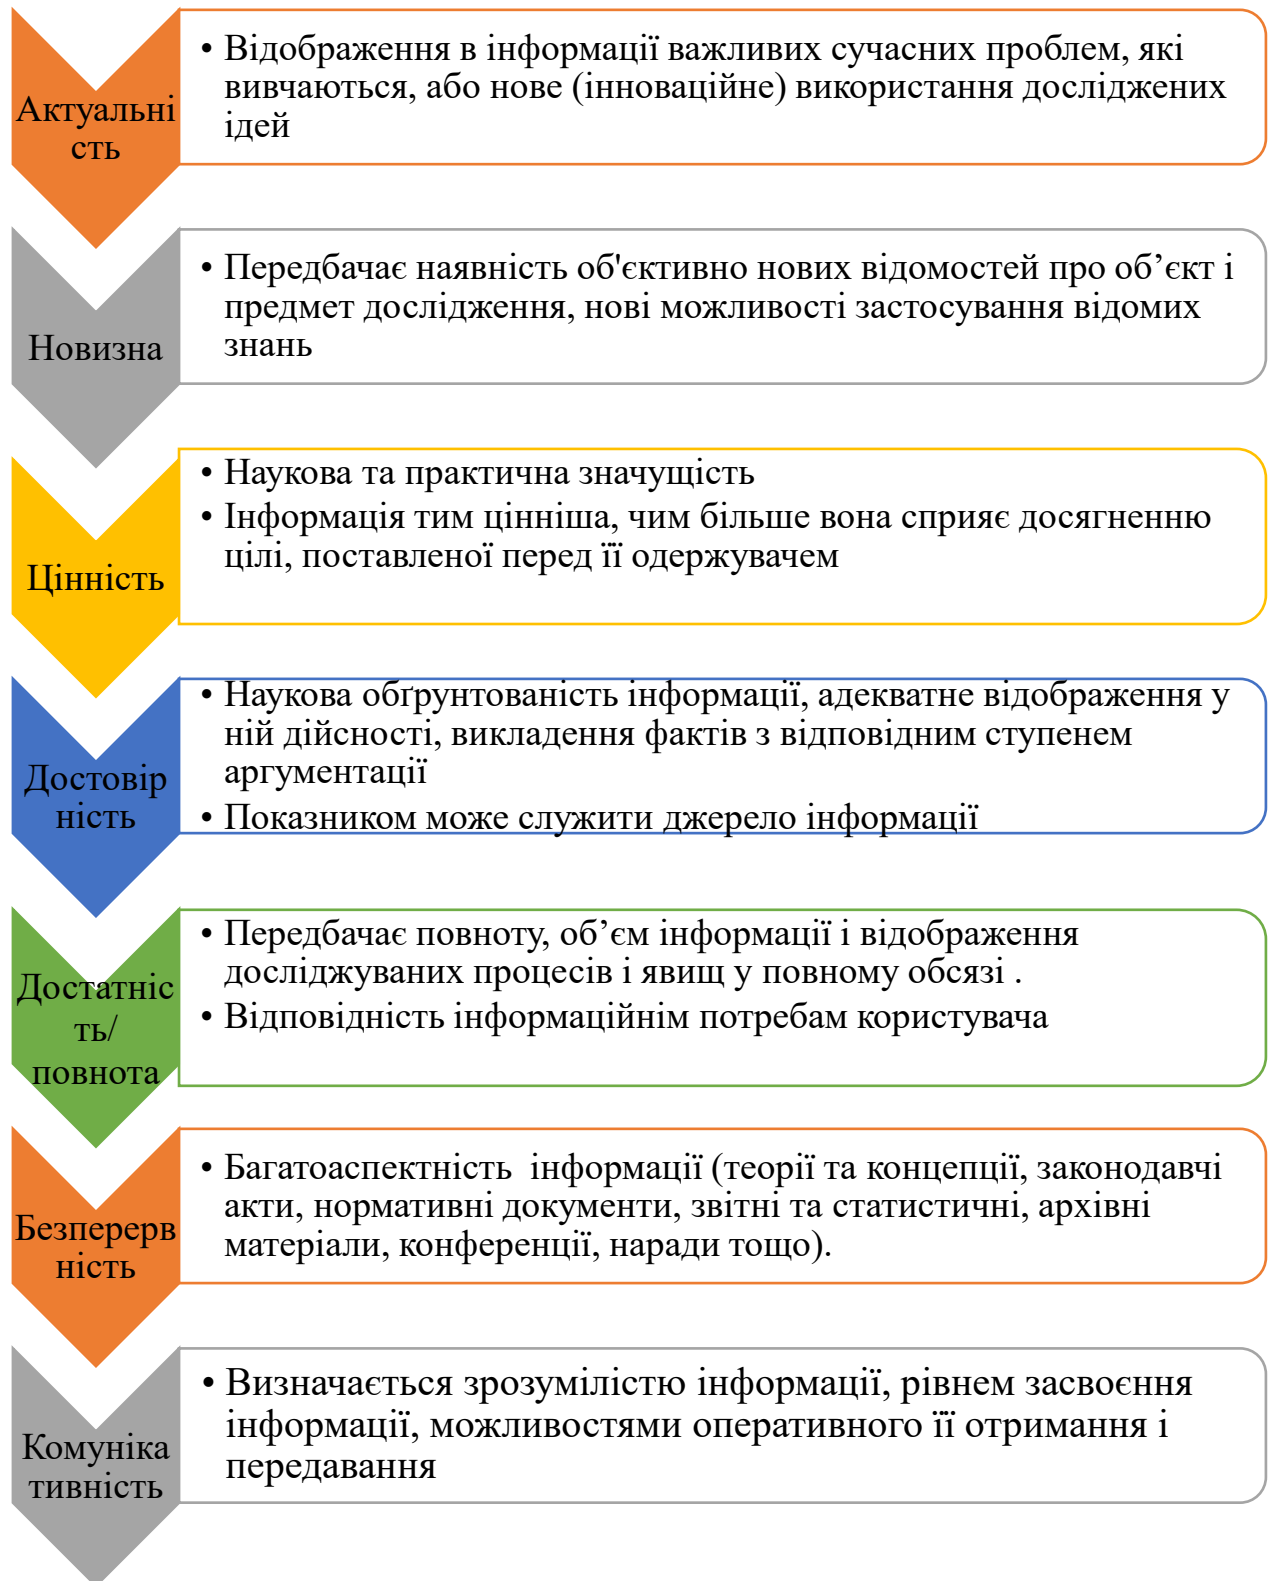 Актуальні
сть
• Відображення в інформації важливих сучасних проблем, які
вивчаються, або нове (інноваційне) використання досліджених
ідей
Новизна
• Передбачає наявність об'єктивно нових відомостей про об’єкт і
предмет дослідження, нові можливості застосування відомих
знань
Цінність
• Наукова та практична значущість
• Інформація тим цінніша, чим більше вона сприяє досягненню
цілі, поставленої перед її одержувачем
Достовір
ність
• Наукова обґрунтованість інформації, адекватне відображення у
ній дійсності, викладення фактів з відповідним ступенем
аргументації
• Показником може служити джерело інформації
Достатніс
ть/
повнота
• Передбачає повноту, об’єм інформації і відображення
досліджуваних процесів і явищ у повному обсязі .
• Відповідність інформаційнім потребам користувача
Безперерв
ність
• Багатоаспектність  інформації (теорії та концепції, законодавчі
акти, нормативні документи, звітні та статистичні, архівні
матеріали, конференції, наради тощо).
Комуніка
тивність
• Визначається зрозумілістю інформації, рівнем засвоєння
інформації, можливостями оперативного її отримання і
передавання